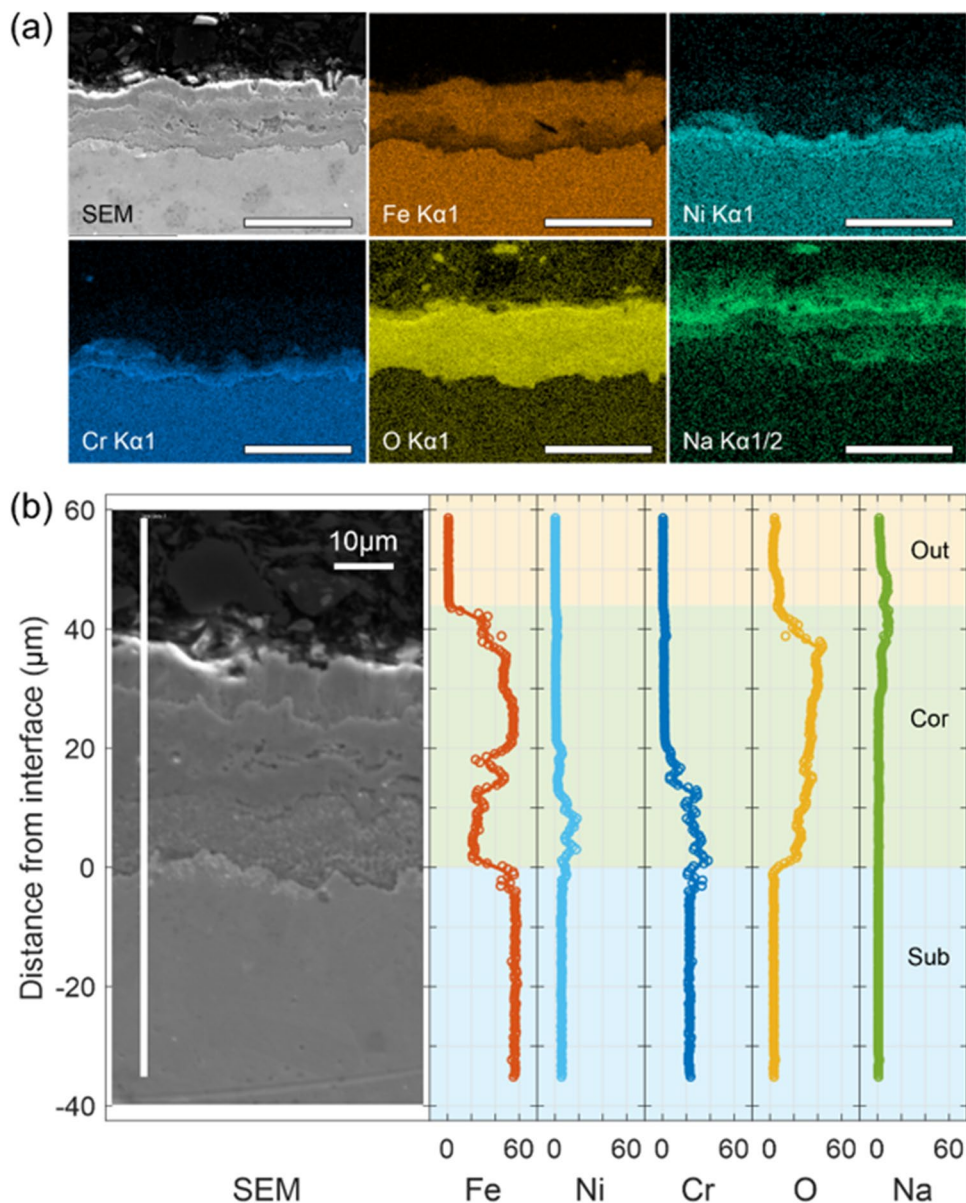 (a)
SEM
Fe Kα1
Ni Kα1
Cr Kα1
O Kα1
Na Kα1/2
(b)
60
40
20
0
-20
-40
Distance from interface (μm)
10μm
Out
Cor
Sub
0 60 0 60 0 60 0 60 0 60
SEM Fe Ni Cr O Na